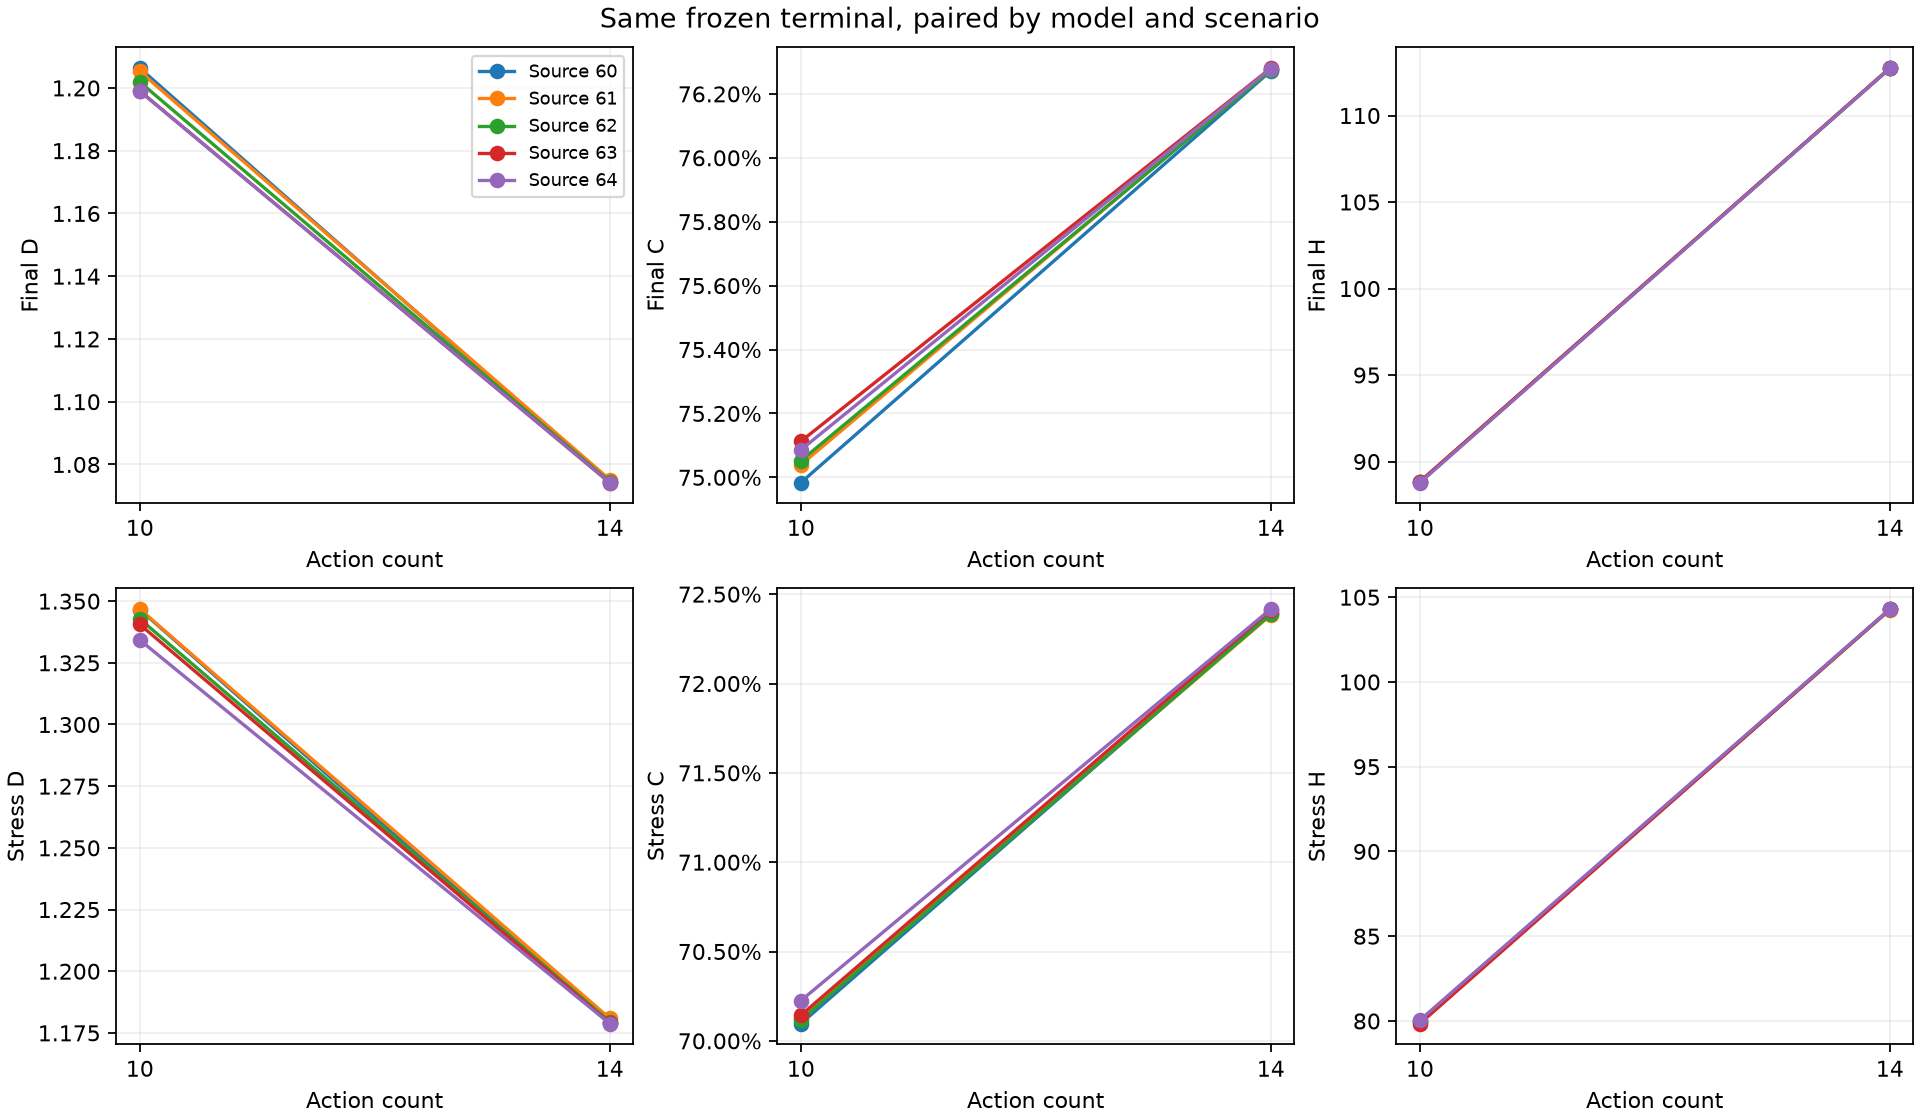 Same frozen terminal, paired by model and scenario
Final D
1.20
1.18
1.16
1.14
1.12
1.10
1.08
10
14
Action count
Source 60
Source 61
Source 62
Source 63
Source 64
Final C
76.20%
76.00%
75.80%
75.60%
75.40%
75.20%
75.00%
10
14
Action count
Final H
110
105
100
95
90
10
14
Action count
Stress D
1.350
1.325
1.300
1.275
1.250
1.225
1.200
1.175
10
14
Action count
Stress C
72.50%
72.00%
71.50%
71.00%
70.50%
70.00%
10
14
Action count
Stress H
105
100
95
90
85
80
10
14
Action count